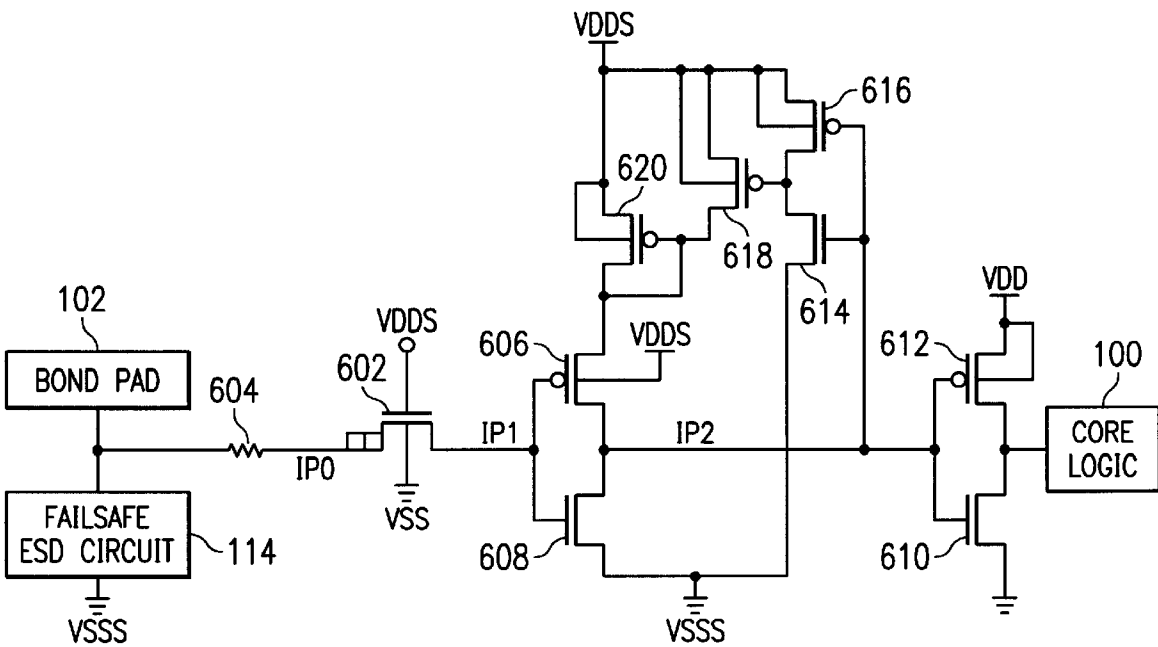 VDDS
616
620
618
614
102
BOND PAD
604
VDDS
602
606
VDDS
VDD
612
100
CORE
LOGIC
IP0
IP1
IP2
VSS
FAILSAFE
ESD CIRCUIT
114
608
610
VSSS
VSSS